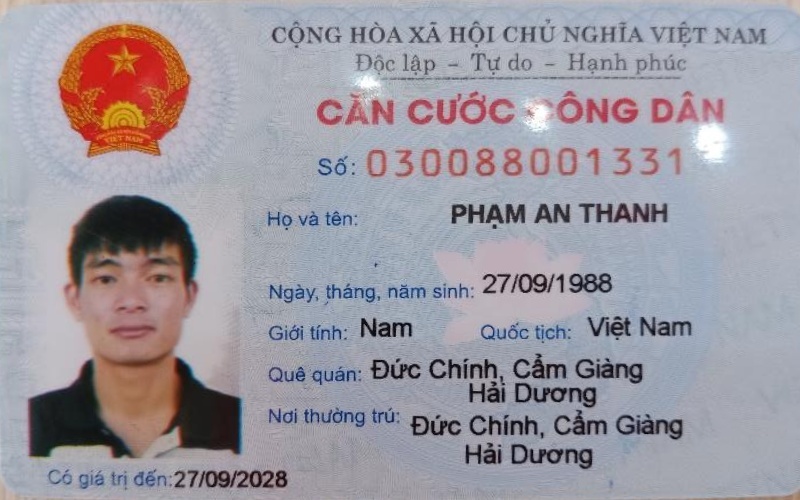 CỘNG HÒA XÃ HỘI CHỦ NGHĨA VIỆT NAM
Độc lập - Tự do - Hạnh phúc
CĂN CƯỚC CÔNG DÂN
Số: 030088001331
Họ và tên: PHẠM AN THANH
Ngày, tháng, năm sinh: 27/09/1988
Giới tính: Nam Quốc tịch: Việt Nam
Quê quán: Đức Chính, Cẩm Giàng
Hải Dương
Nơi thường trú: Đức Chính, Cẩm Giàng
Hải Dương
Có giá trị đến: 27/09/2028
VIỆT NAM